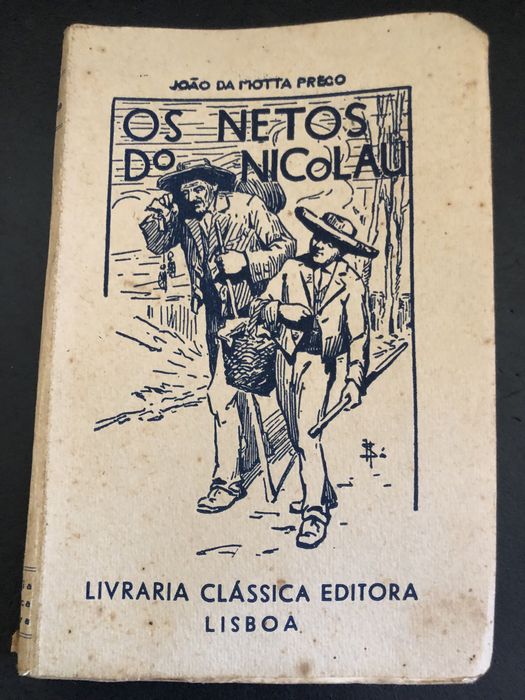 JOÃO DA MOTTA PREGO
OS NETOS
DO NICOLAU
LIVRARIA CLÁSSICA EDITORA
LISBOA